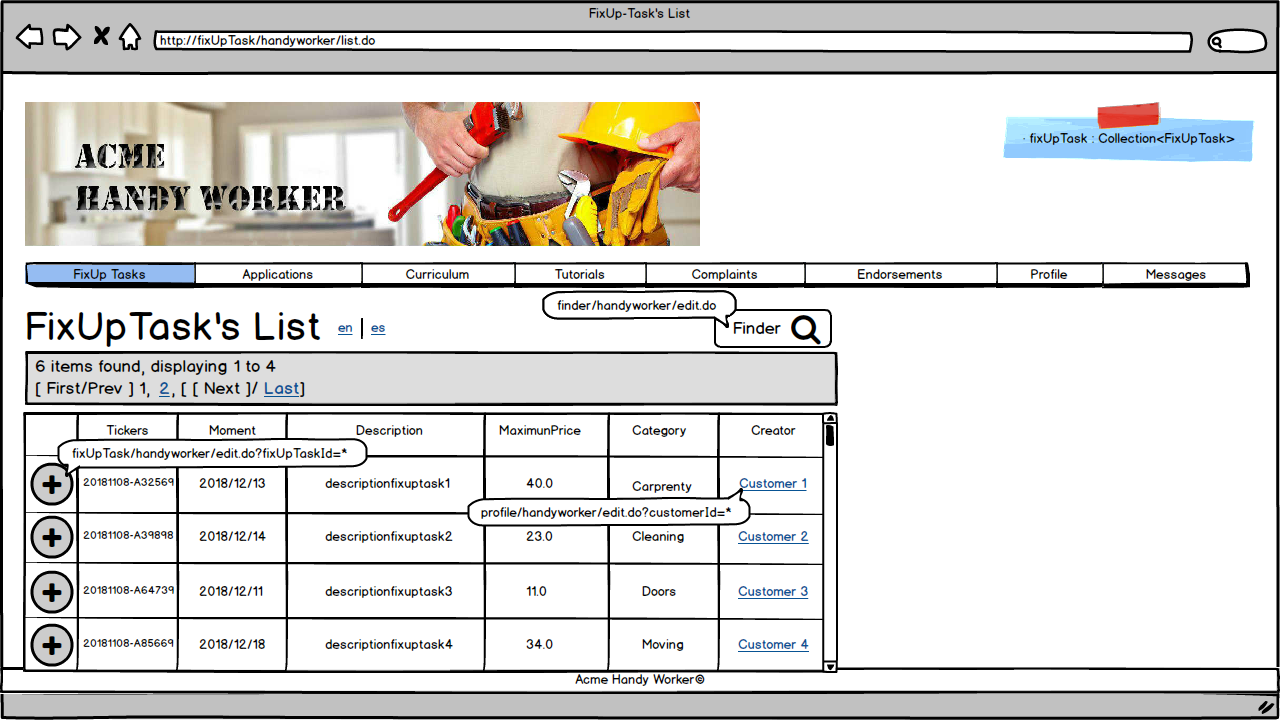 FixUp-Task's List
http://fixUpTask/handyworker/list.do
ACME
HANDY WORKER
· fixUpTask : Collection<FixUpTask>
FixUp Tasks Applications Curriculum Tutorials Complaints Endorsements Profile Messages
finder/handyworker/edit.do
FixUpTask's List en | es Finder
6 items found, displaying 1 to 4
[ First/Prev ] 1, 2, [ [ Next ]/ Last]
Tickers Moment Description MaximunPrice Category Creator
fixUpTask/handyworker/edit.do?fixUpTaskId=*
20181108-A32569 2018/12/13 descriptionfixuptask1 40.0 Carprenty Customer 1
profile/handyworker/edit.do?customerId=*
20181108-A39898 2018/12/14 descriptionfixuptask2 23.0 Cleaning Customer 2
20181108-A64739 2018/12/11 descriptionfixuptask3 11.0 Doors Customer 3
20181108-A85669 2018/12/18 descriptionfixuptask4 34.0 Moving Customer 4
Acme Handy Worker©